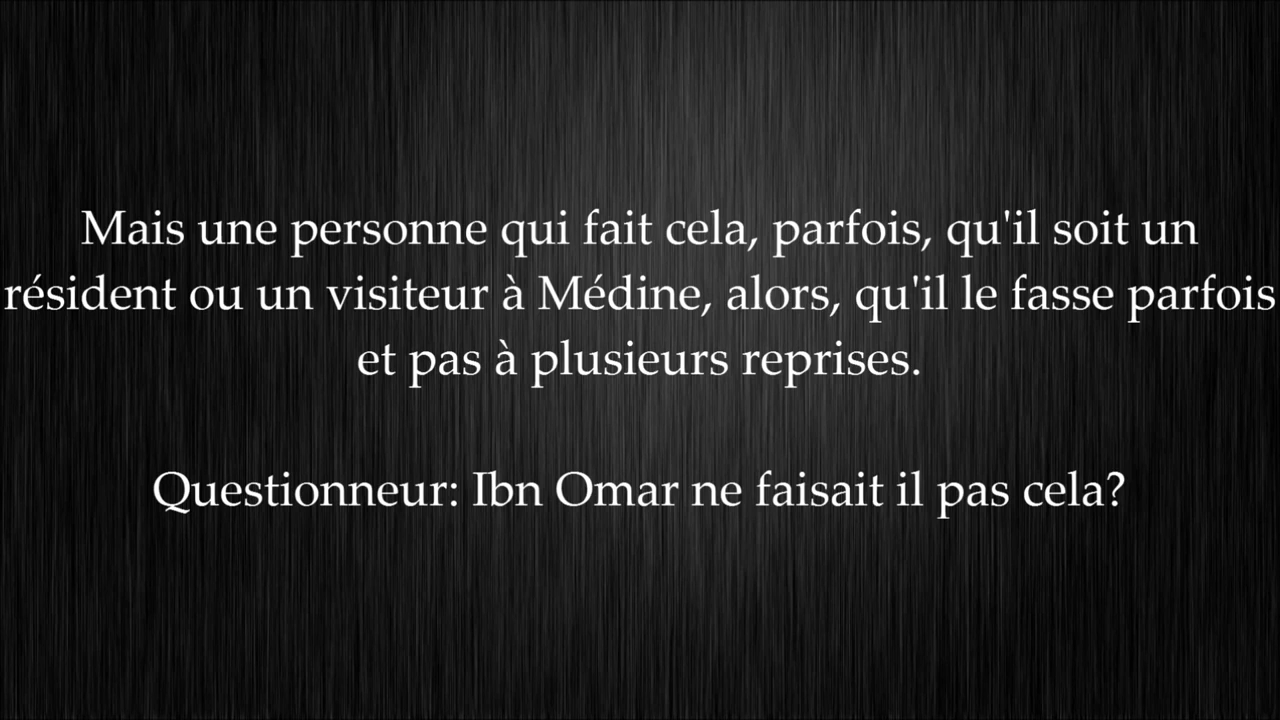 Mais une personne qui fait cela, parfois, qu'il soit un
résident ou un visiteur à Médine, alors, qu'il le fasse parfois
et pas à plusieurs reprises.
Questionneur: Ibn Omar ne faisait il pas cela?